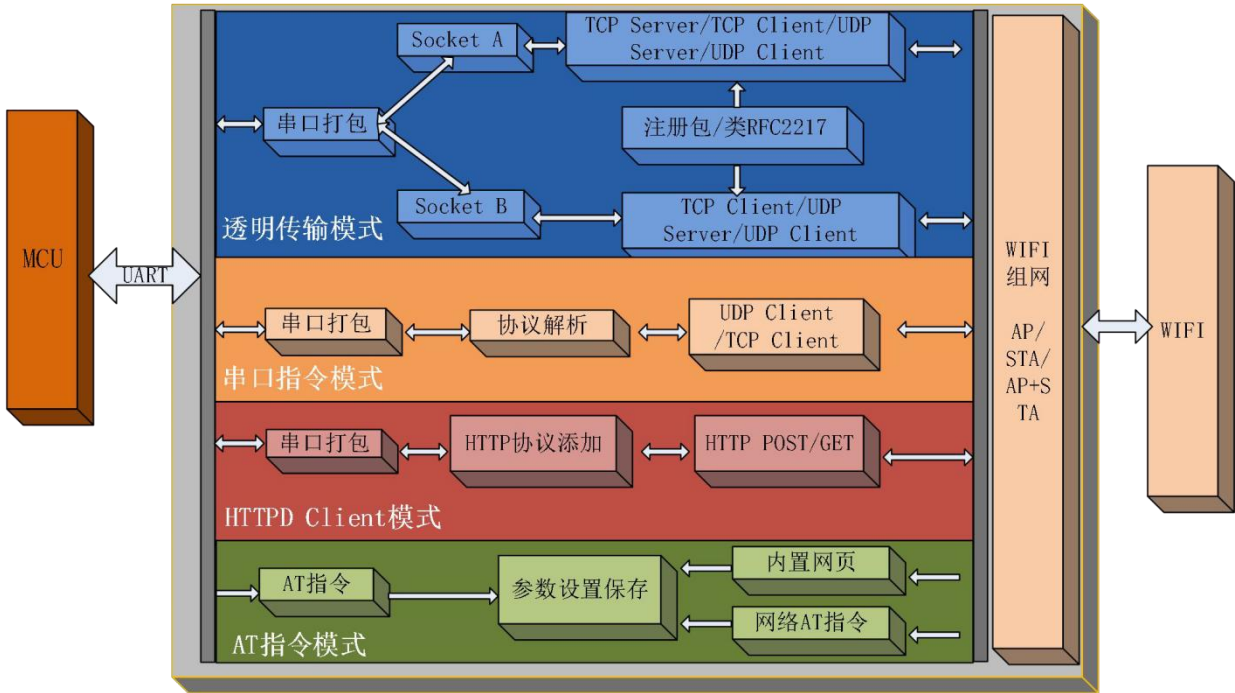 MCU
UART
Socket A
TCP Server/TCP Client/UDP
Server/UDP Client
串口打包
注册包/类RFC2217
Socket B
TCP Client/UDP
Server/UDP Client
透明传输模式
串口打包
协议解析
UDP Client
/TCP Client
串口指令模式
串口打包
HTTP协议添加
HTTP POST/GET
HTTPD Client模式
AT指令
参数设置保存
内置网页
网络AT指令
AT指令模式
WIFI
组网
AP/
STA/
AP+S
TA
WIFI